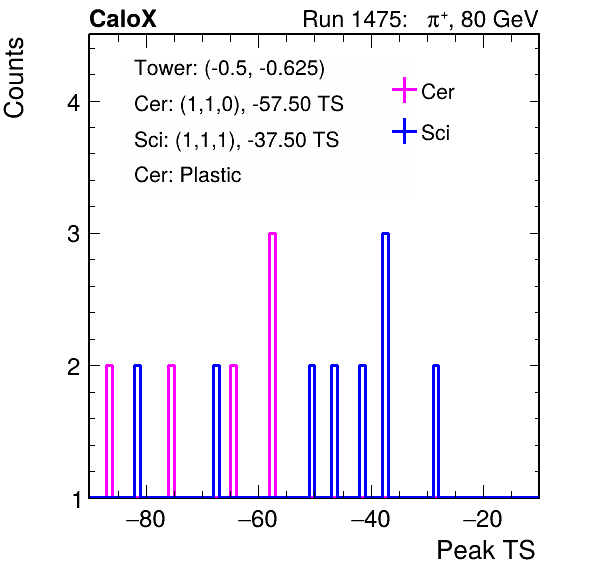 CaloX Run 1475: π+, 80 GeV
Counts
Tower: (-0.5, -0.625)
Cer: (1,1,0), -57.50 TS
Sci: (1,1,1), -37.50 TS
Cer: Plastic
Cer
Sci
4
3
2
1
−80 −60 −40 −20
Peak TS